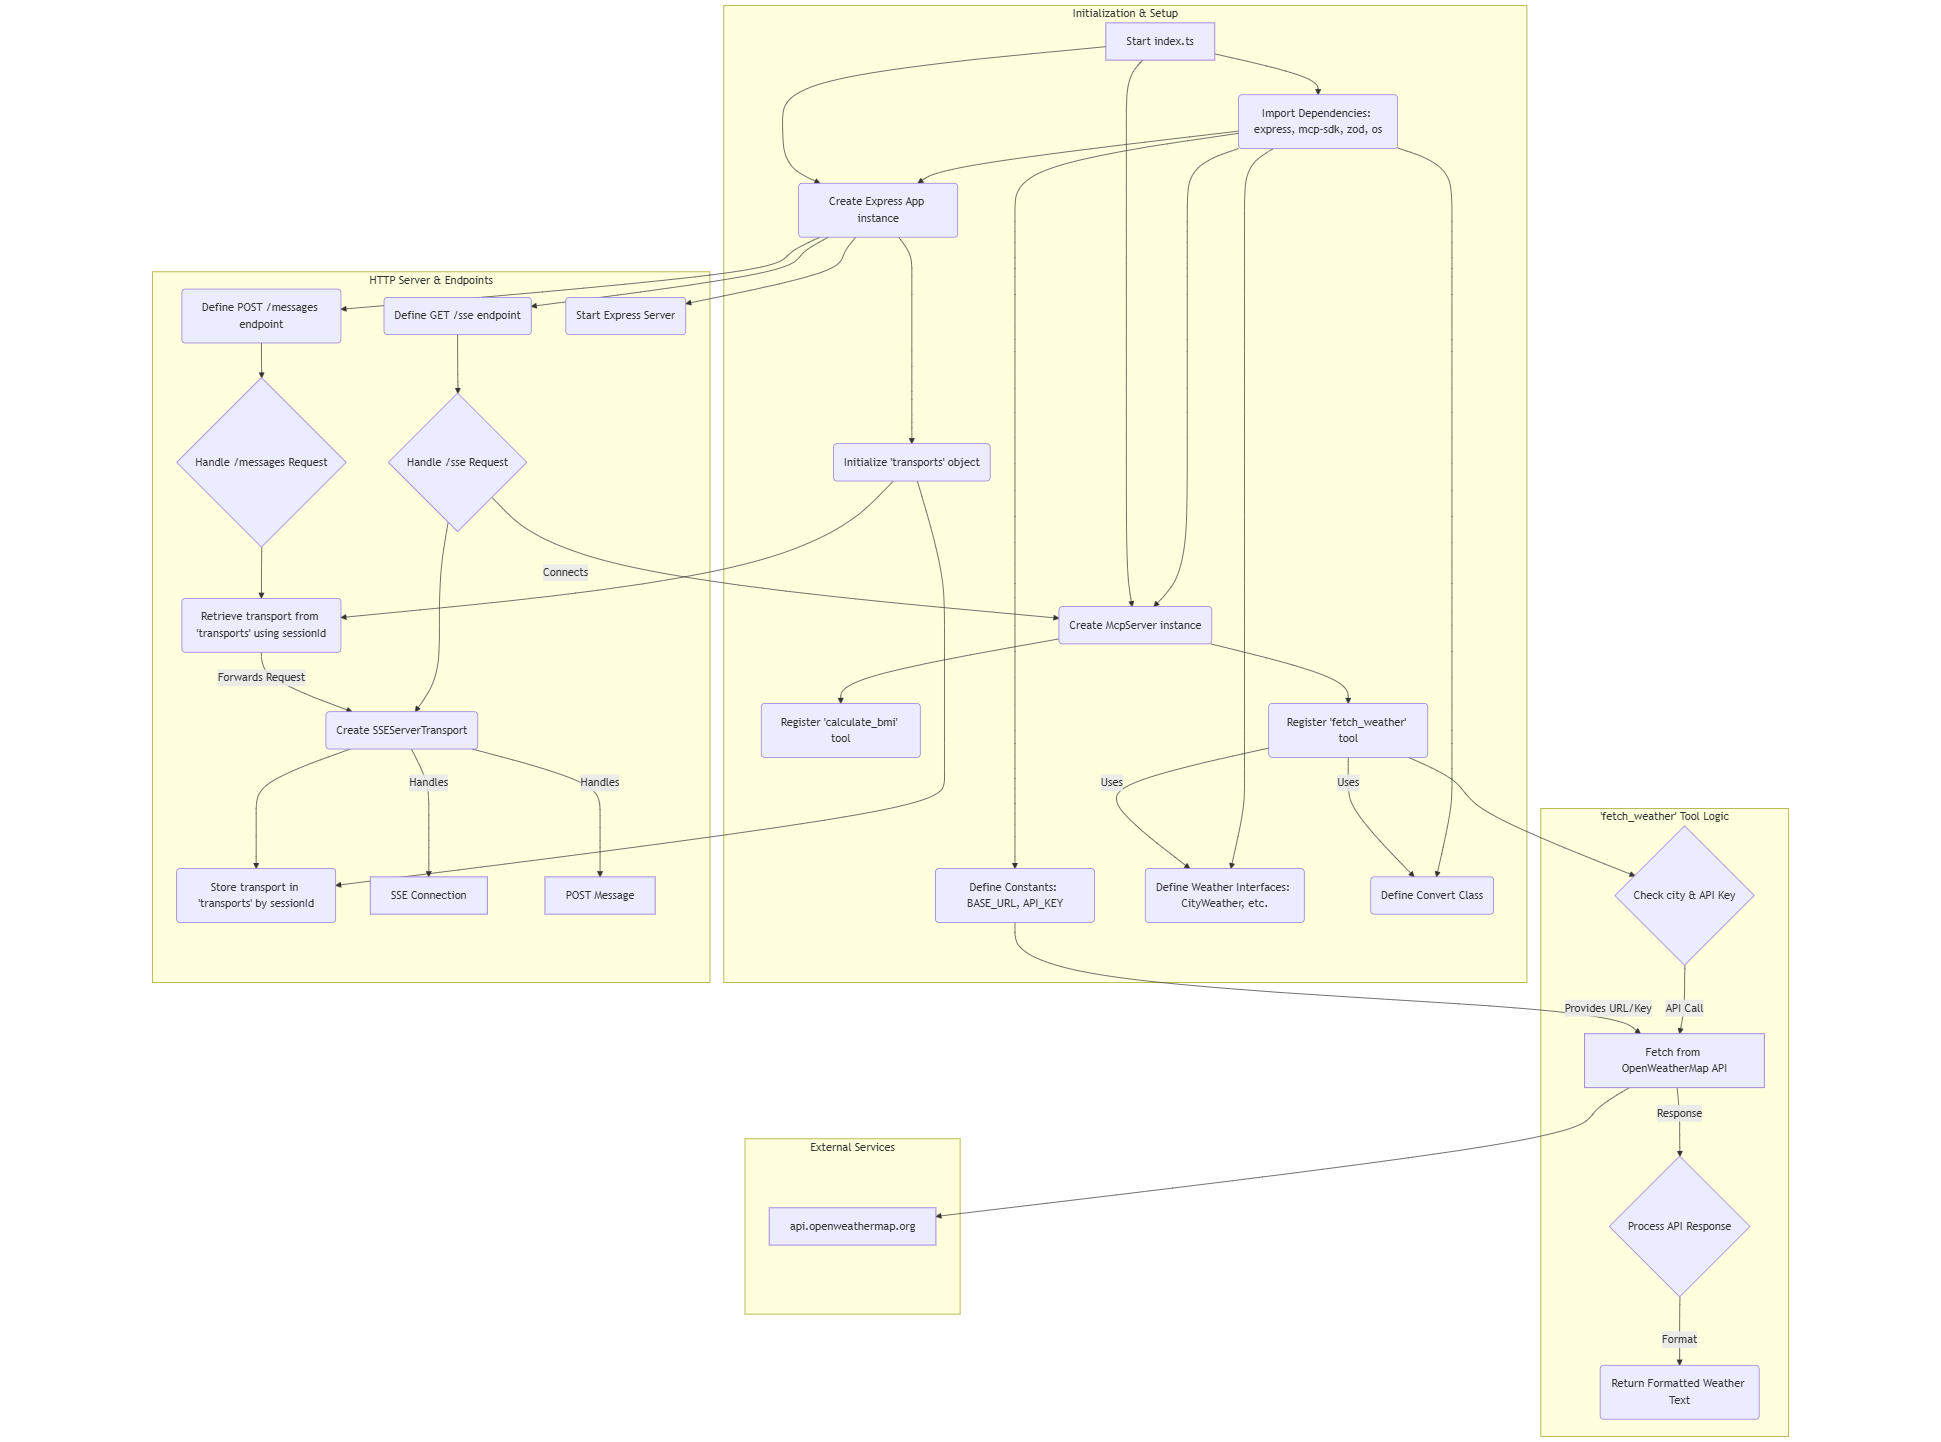 Initialization & Setup
Start index.ts
Import Dependencies:
express, mcp-sdk, zod, os
Create Express App
instance
HTTP Server & Endpoints
Define POST /messages
endpoint
Define GET /sse endpoint
Start Express Server
Handle /messages Request
Handle /sse Request
Initialize 'transports' object
Connects
Retrieve transport from
'transports' using sessionId
Create McpServer instance
Forwards Request
Create SSEServerTransport
Register 'calculate_bmi'
tool
Register 'fetch_weather'
tool
Handles
Handles
Uses
Uses
Store transport in
'transports' by sessionId
SSE Connection
POST Message
Define Constants:
BASE_URL, API_KEY
Define Weather Interfaces:
CityWeather, etc.
Define Convert Class
'fetch_weather' Tool Logic
Check city & API Key
Provides URL/Key
API Call
Fetch from
OpenWeatherMap API
Response
External Services
api.openweathermap.org
Process API Response
Format
Return Formatted Weather
Text